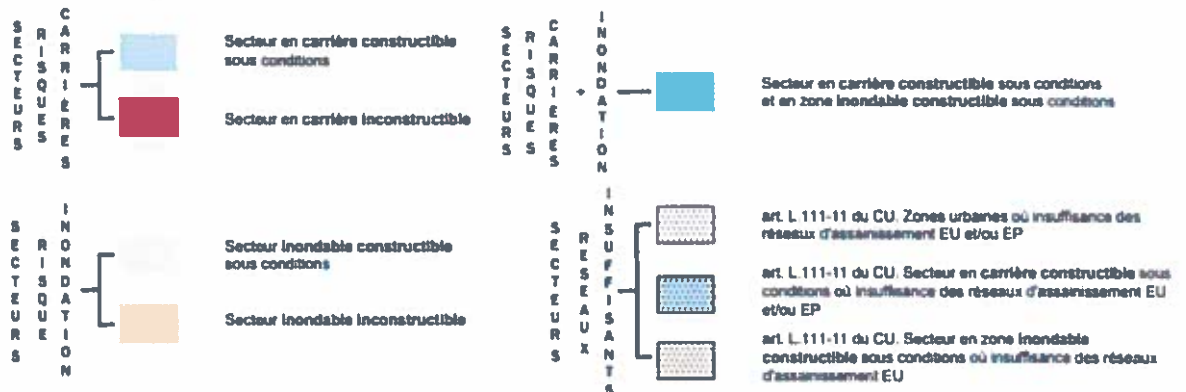 SECTEURS
RISQUES
CARRIÈRES
Secteur en carrière constructible
sous conditions
Secteur en carrière inconstructible
SECTEURS
RISQUES
CARRIERES
+
INONDATION
Secteur en carrière constructible sous conditions
et en zone inondable constructible sous conditions
SECTEURS
RISQUE
INONDATION
Secteur inondable constructible
sous conditions
Secteur inondable inconstructible
SECTEURS
RESEAUX
INSUFFISANTS
art. L.111-11 du CU. Zones urbaines où insuffisance des
réseaux d'assainissement EU et/ou EP
art. L.111-11 du CU. Secteur en carrière constructible sous
conditions où insuffisance des réseaux d'assainissement EU
et/ou EP
art. L.111-11 du CU. Secteur en zone inondable
constructible sous conditions où insuffisance des réseaux
d'assainissement EU